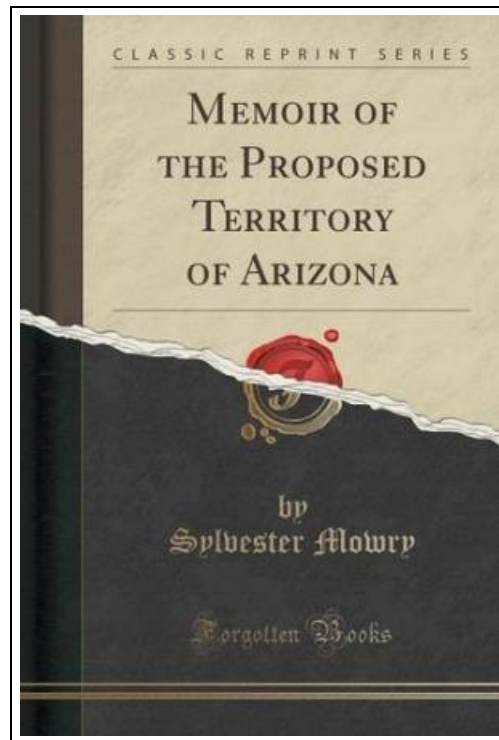 CLASSIC REPRINT SERIES
MEMOIR OF
THE PROPOSED
TERRITORY
OF ARIZONA
by
Sylvester Mowry
Forgotten Books